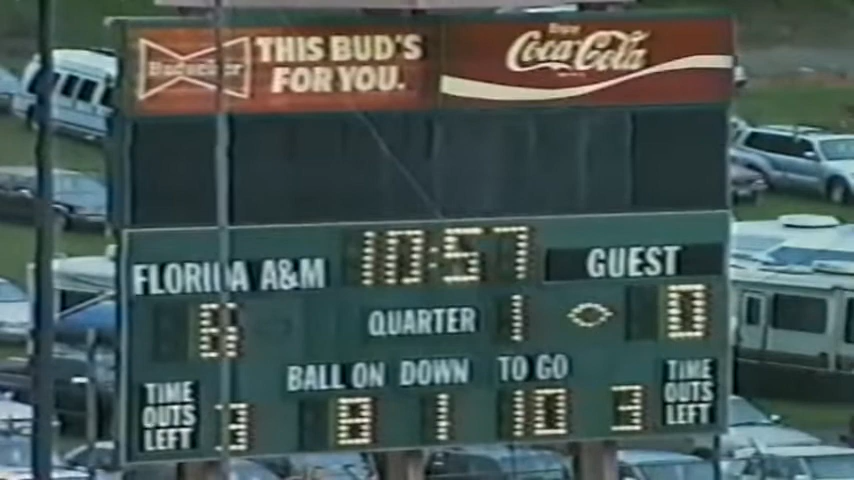 Budweiser THIS BUD'S FOR YOU.
Enjoy Coca-Cola
10:57
FLORIDA A&M GUEST
6 QUARTER 1 0
BALL ON DOWN TO GO
TIME OUTS LEFT 3 8 1 10 3 TIME OUTS LEFT